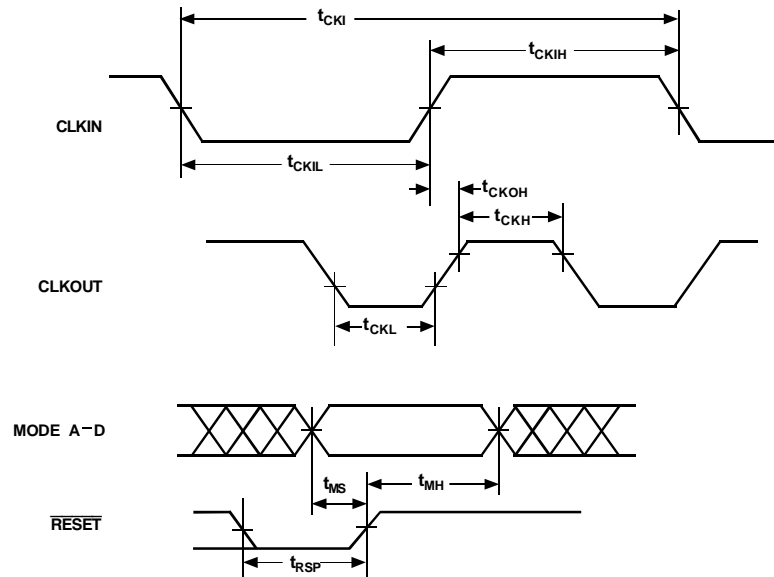 tCKI
tCKIH
CLKIN
tCKIL
tCKOH
tCKH
CLKOUT
tCKL
MODE A–D
tMS
tMH
RESET
tRSP